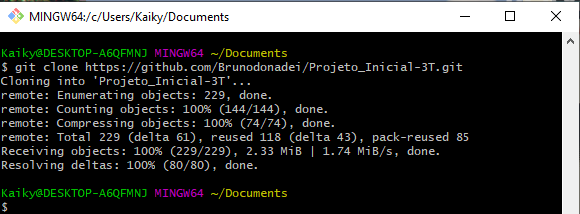 MINGW64:/c/Users/Kaiky/Documents
Kaiky@DESKTOP-A6QFMNJ MINGW64 ~/Documents
$ git clone https://github.com/Brunodonadei/Projeto_Inicial-3T.git
Cloning into 'Projeto_Inicial-3T'...
remote: Enumerating objects: 229, done.
remote: Counting objects: 100% (144/144), done.
remote: Compressing objects: 100% (74/74), done.
remote: Total 229 (delta 61), reused 118 (delta 43), pack-reused 85
Receiving objects: 100% (229/229), 2.33 MiB | 1.74 MiB/s, done.
Resolving deltas: 100% (80/80), done.
Kaiky@DESKTOP-A6QFMNJ MINGW64 ~/Documents
$